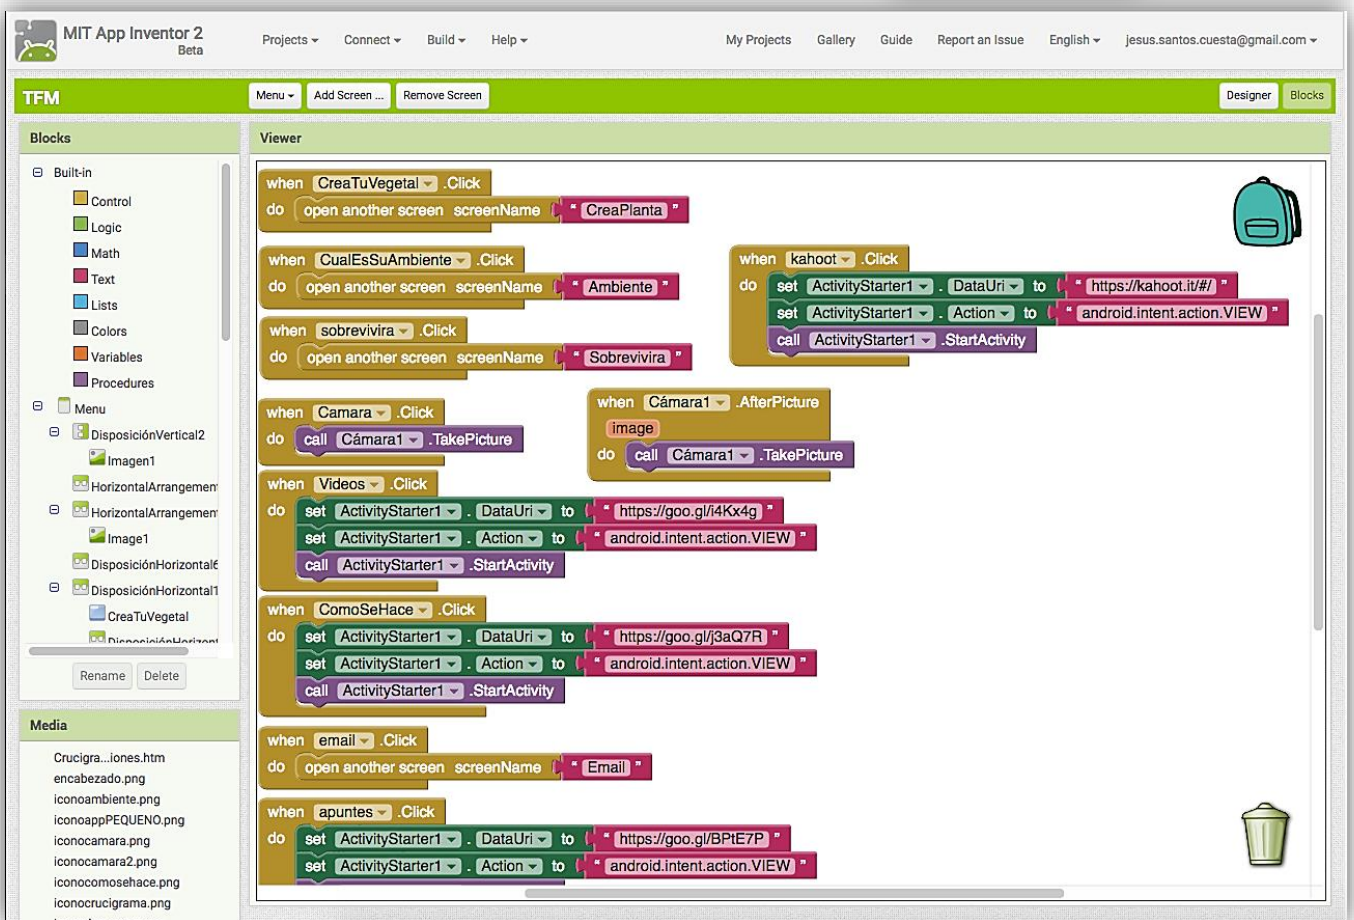 MIT App Inventor 2
Beta
Projects Connect Build Help My Projects Gallery Guide Report an Issue English jesus.santos.cuesta@gmail.com
TFM Menu Add Screen ... Remove Screen Designer Blocks
Blocks
Built-in
Control
Logic
Math
Text
Lists
Colors
Variables
Procedures
Menu
DisposiciónVertical2
Imagen1
HorizontalArrangemen
HorizontalArrangemen
Image1
DisposiciónHorizontal6
DisposiciónHorizontal1
CreaTuVegetal
DisposiciónHorizont
Rename Delete
Media
Crucigra...iones.htm
encabezado.png
iconoambiente.png
iconoappPEQUENO.png
iconocamara.png
iconocamara2.png
iconocomosehace.png
iconocrucigrama.png
Viewer
when CreaTuVegetal .Click
do open another screen screenName " CreaPlanta "
when CualEsSuAmbiente .Click
do open another screen screenName " Ambiente "
when sobrevivira .Click
do open another screen screenName " Sobrevivira "
when Camara .Click
do call Cámara1 .TakePicture
when Videos .Click
do set ActivityStarter1 . DataUri to " https://goo.gl/i4Kx4g "
set ActivityStarter1 . Action to " android.intent.action.VIEW "
call ActivityStarter1 .StartActivity
when ComoSeHace .Click
do set ActivityStarter1 . DataUri to " https://goo.gl/j3aQ7R "
set ActivityStarter1 . Action to " android.intent.action.VIEW "
call ActivityStarter1 .StartActivity
when email .Click
do open another screen screenName " Email "
when apuntes .Click
do set ActivityStarter1 . DataUri to " https://goo.gl/BPtE7P "
set ActivityStarter1 . Action to " android.intent.action.VIEW "
when kahoot .Click
do set ActivityStarter1 . DataUri to " https://kahoot.it/#/ "
set ActivityStarter1 . Action to " android.intent.action.VIEW "
call ActivityStarter1 .StartActivity
when Cámara1 .AfterPicture
image
do call Cámara1 .TakePicture